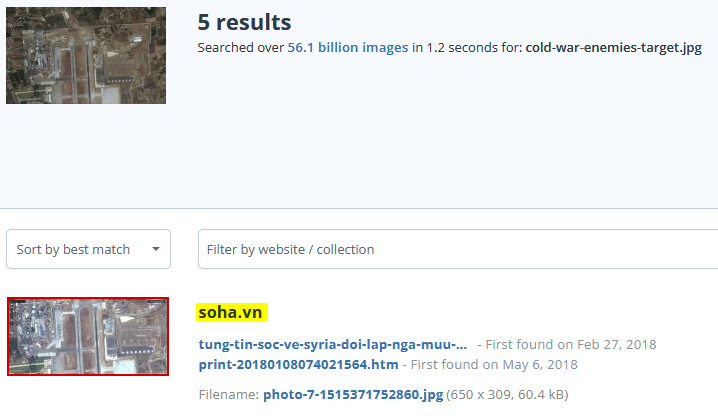 5 results
Searched over 56.1 billion images in 1.2 seconds for: cold-war-enemies-target.jpg
Sort by best match
Filter by website / collection
soha.vn
tung-tin-soc-ve-syria-doi-lap-nga-muu-... - First found on Feb 27, 2018
print-20180108074021564.htm - First found on May 6, 2018
Filename: photo-7-1515371752860.jpg (650 x 309, 60.4 kB)